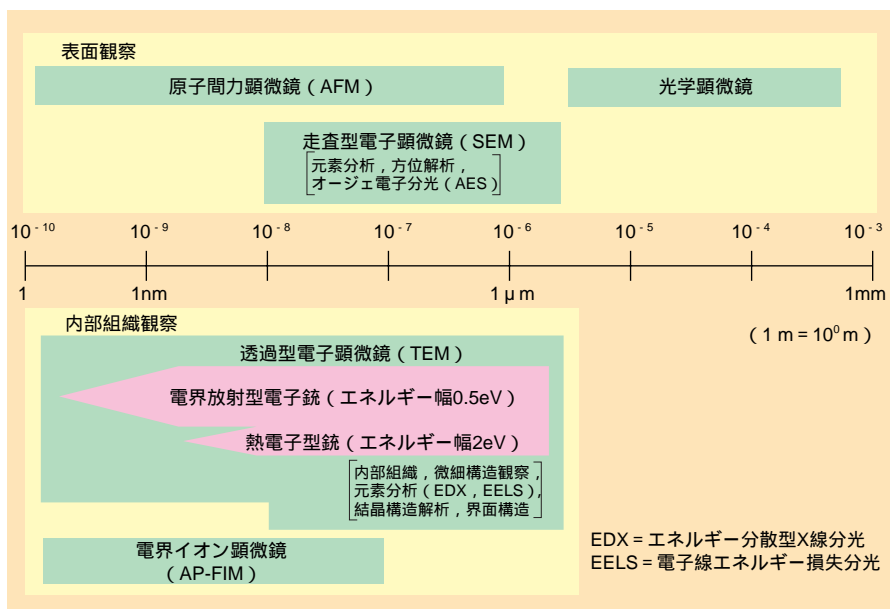 表面観察
原子間力顕微鏡（AFM）
光学顕微鏡
走査型電子顕微鏡（SEM）
元素分析，方位解析，
オージェ電子分光（AES）
10⁻¹⁰ 10⁻⁹ 10⁻⁸ 10⁻⁷ 10⁻⁶ 10⁻⁵ 10⁻⁴ 10⁻³
1 1nm 1μm 1mm
内部組織観察
（1 m = 10⁰ m）
透過型電子顕微鏡（TEM）
電界放射型電子銃（エネルギー幅0.5eV）
熱電子型銃（エネルギー幅2eV）
内部組織，微細構造観察，
元素分析（EDX，EELS），
結晶構造解析，界面構造
電界イオン顕微鏡
（AP-FIM）
EDX = エネルギー分散型X線分光
EELS = 電子線エネルギー損失分光